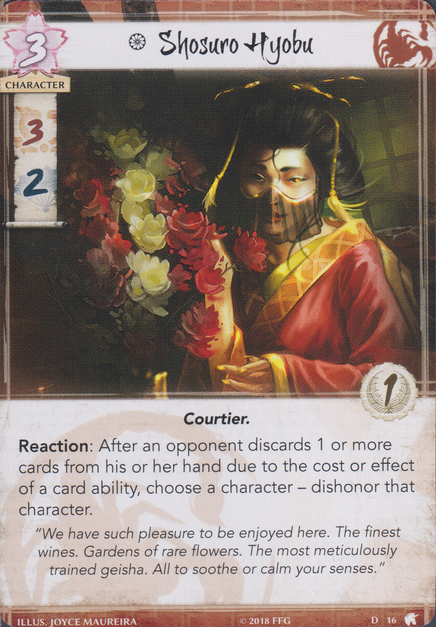 3
Shosuro Hyobu
CHARACTER
3
2
1
Courtier.
Reaction: After an opponent discards 1 or more
cards from his or her hand due to the cost or effect
of a card ability, choose a character – dishonor that
character.
“We have such pleasure to be enjoyed here. The finest
wines. Gardens of rare flowers. The most meticulously
trained geisha. All to soothe or calm your senses.”
ILLUS. JOYCE MAUREIRA © 2018 FFG D 16